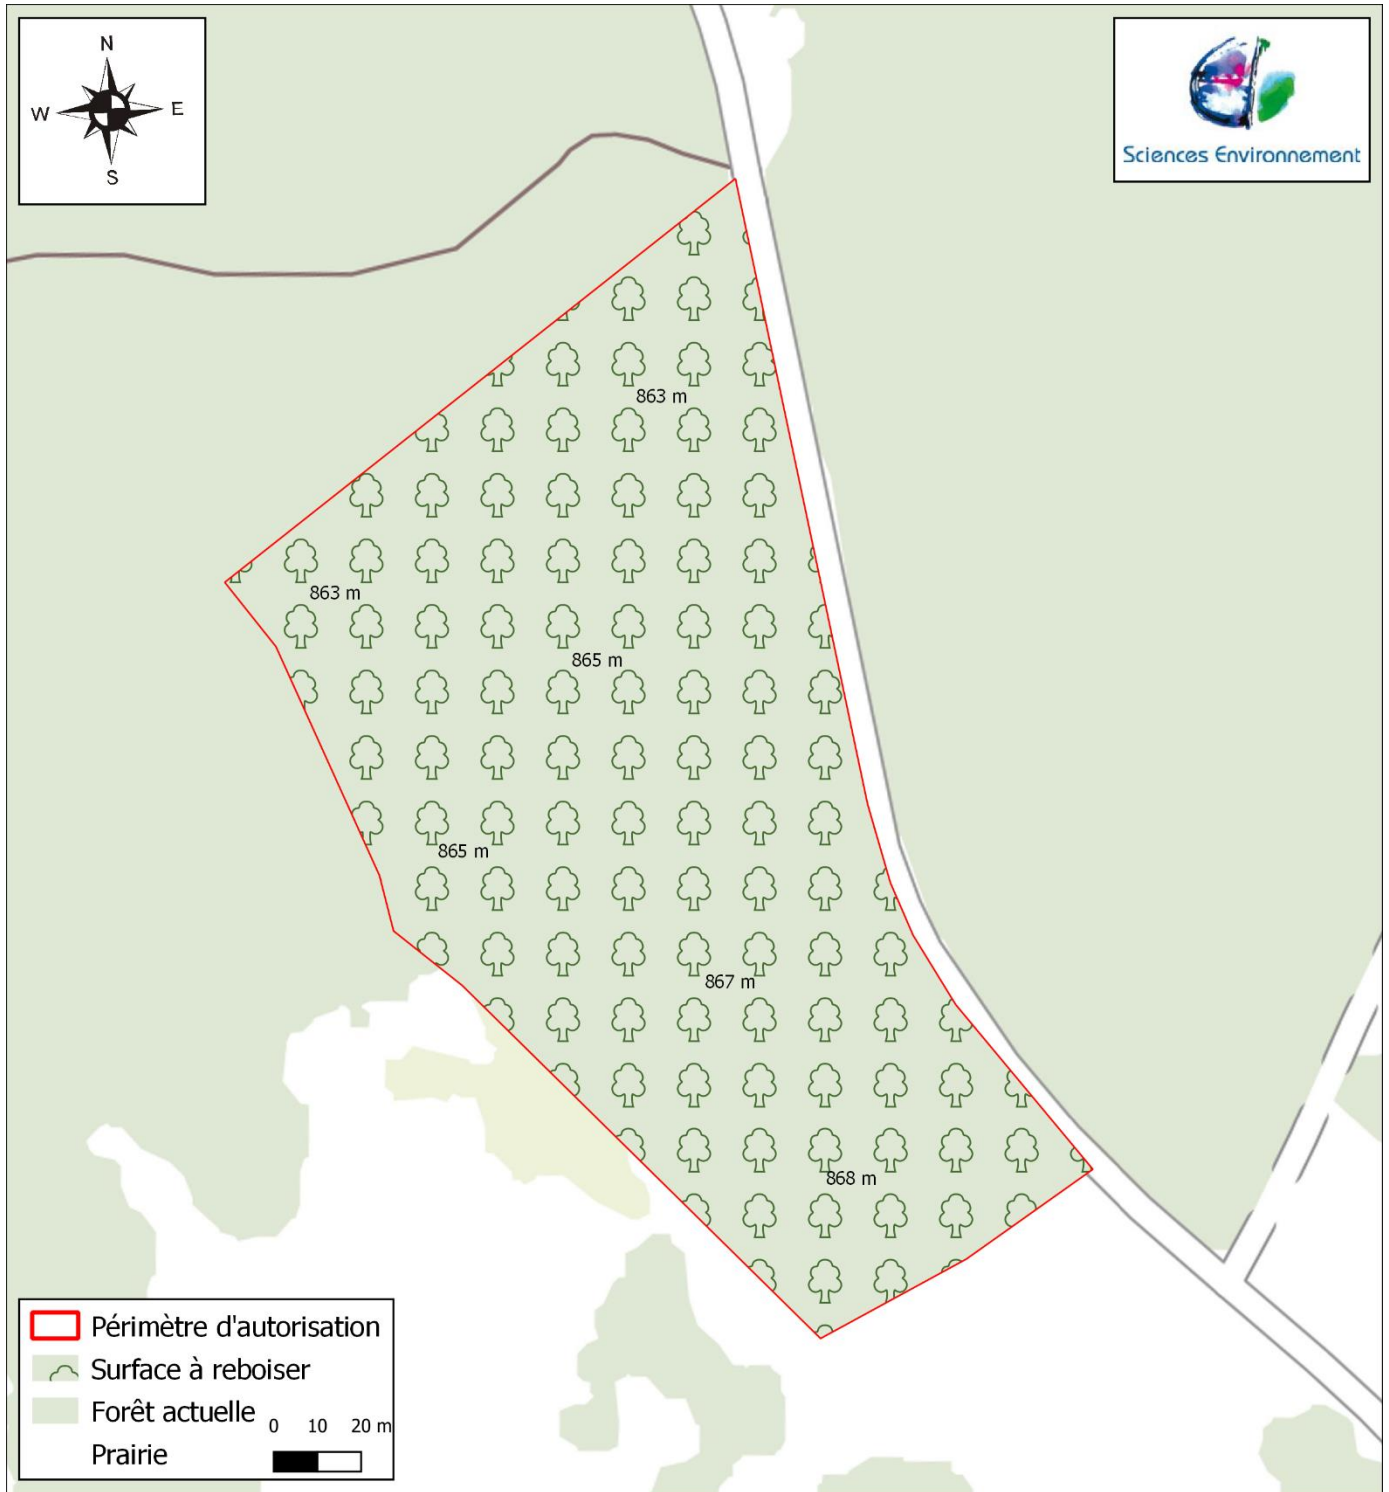 N
W E
S
Sciences Environnement
863 m
863 m
865 m
865 m
867 m
868 m
Périmètre d'autorisation
Surface à reboiser
Forêt actuelle
0 10 20 m
Prairie